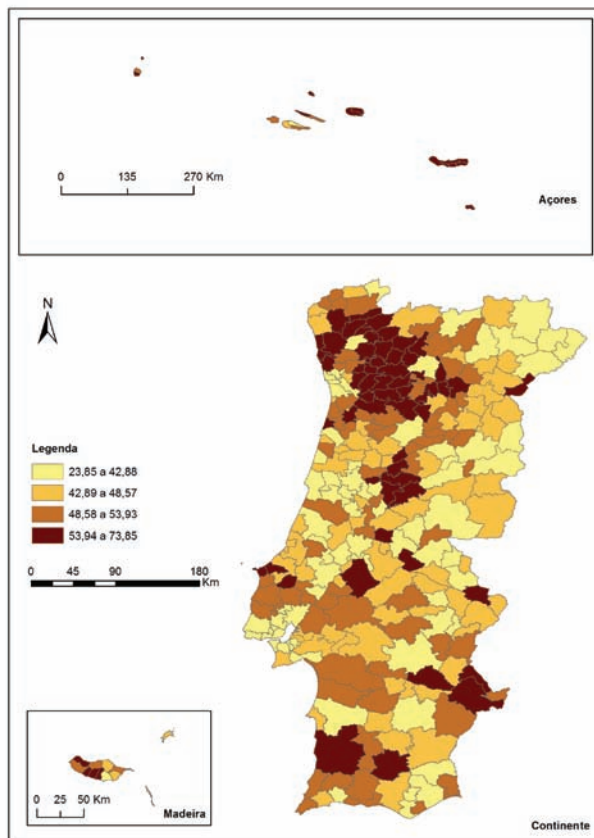 0 135 270 Km
Açores
N
Legenda
23,85 a 42,88
42,89 a 48,57
48,58 a 53,93
53,94 a 73,85
0 45 90 180
Km
0 25 50 Km
Madeira
Continente